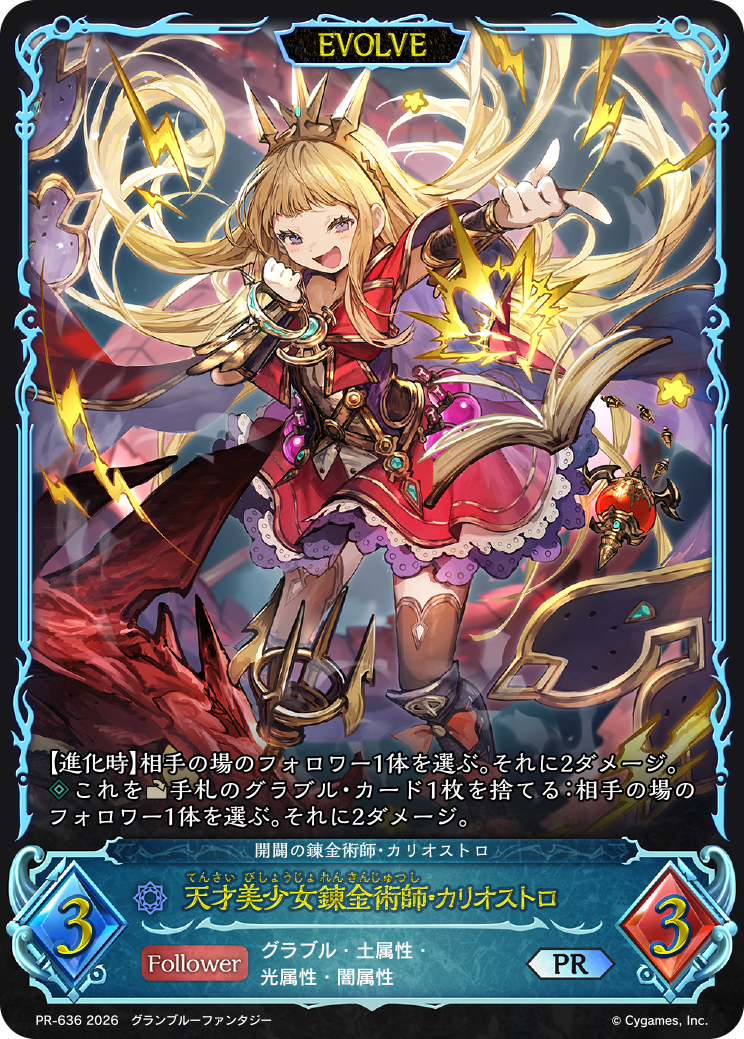 EVOLVE
【進化時】相手の場のフォロワー1体を選ぶ。それに2ダメージ。
これを 手札のグラブル・カード1枚を捨てる：相手の場の
フォロワー1体を選ぶ。それに2ダメージ。
開闢の錬金術師・カリオストロ
てんさい びしょうじょ れんきんじゅつし
天才美少女錬金術師・カリオストロ
3
3
Follower
グラブル・土属性・
光属性・闇属性
PR
PR-636 2026 グランブルーファンタジー
© Cygames, Inc.